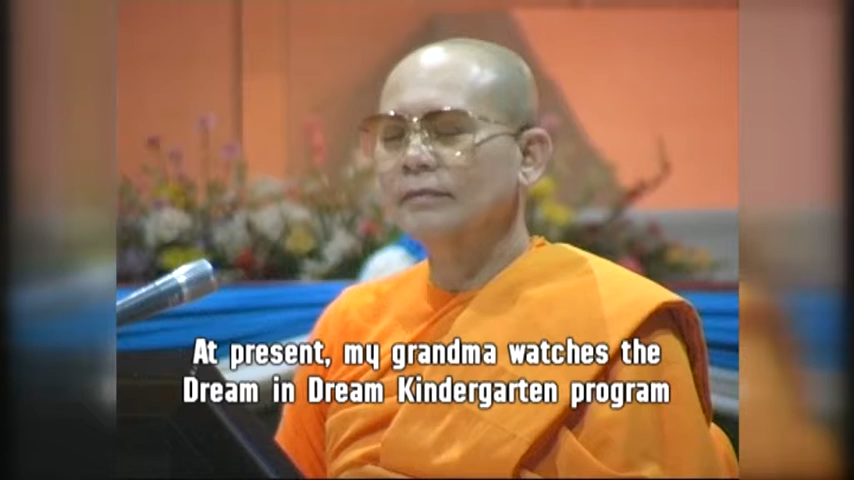 At present, my grandma watches the
Dream in Dream Kindergarten program